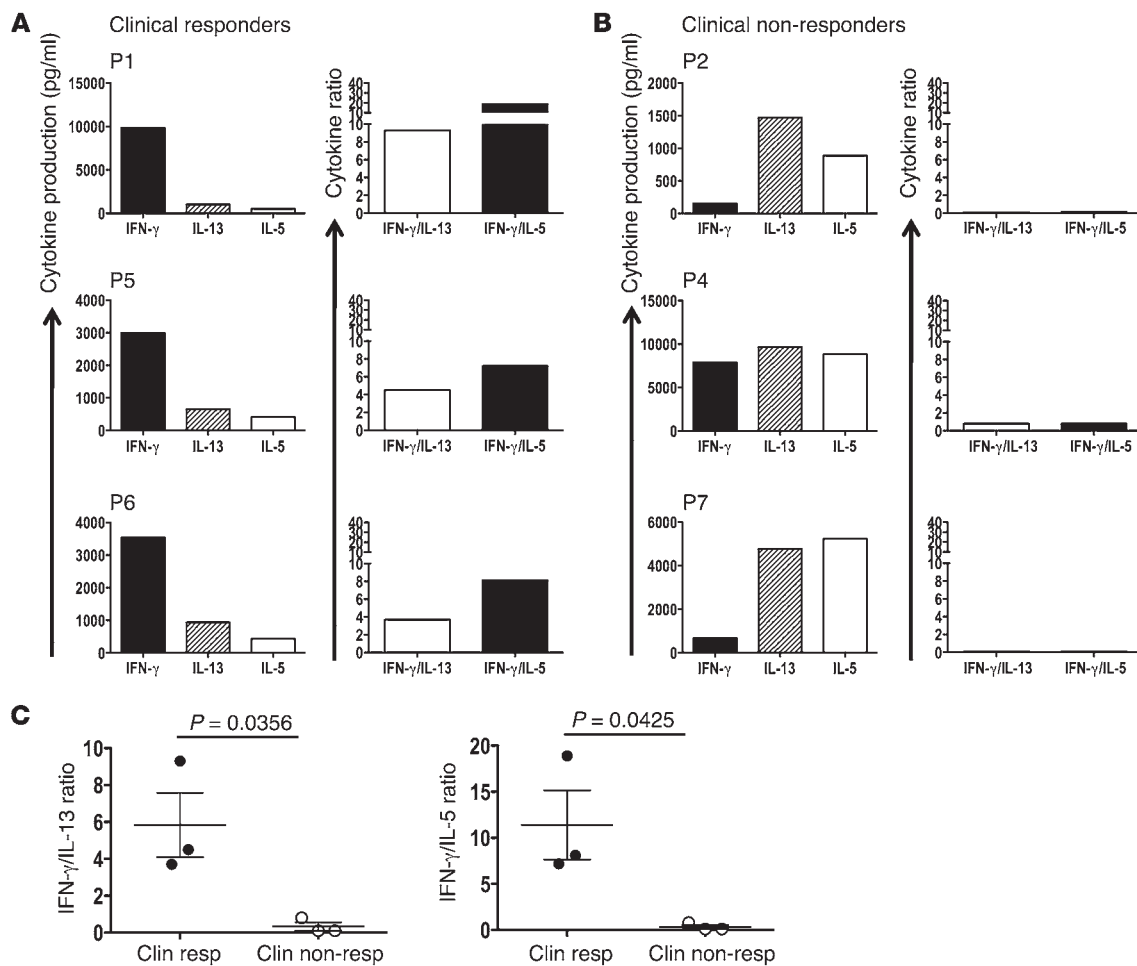 A
Clinical responders
Cytokine production (pg/ml)
P1
15000
10000
5000
0
IFN-γ
IL-13
IL-5
Cytokine ratio
40
30
20
10
10
8
6
4
2
0
IFN-γ/IL-13
IFN-γ/IL-5
P5
4000
3000
2000
1000
0
IFN-γ
IL-13
IL-5
40
30
20
10
10
8
6
4
2
0
IFN-γ/IL-13
IFN-γ/IL-5
P6
4000
3000
2000
1000
0
IFN-γ
IL-13
IL-5
40
30
20
10
10
8
6
4
2
0
IFN-γ/IL-13
IFN-γ/IL-5
B
Clinical non-responders
Cytokine production (pg/ml)
P2
2000
1500
1000
500
0
IFN-γ
IL-13
IL-5
Cytokine ratio
40
30
20
10
10
8
6
4
2
0
IFN-γ/IL-13
IFN-γ/IL-5
P4
15000
10000
5000
0
IFN-γ
IL-13
IL-5
40
30
20
10
10
8
6
4
2
0
IFN-γ/IL-13
IFN-γ/IL-5
P7
6000
4000
2000
0
IFN-γ
IL-13
IL-5
40
30
20
10
10
8
6
4
2
0
IFN-γ/IL-13
IFN-γ/IL-5
C
P = 0.0356
IFN-γ/IL-13 ratio
10
8
6
4
2
0
Clin resp
Clin non-resp
P = 0.0425
IFN-γ/IL-5 ratio
20
15
10
5
0
Clin resp
Clin non-resp